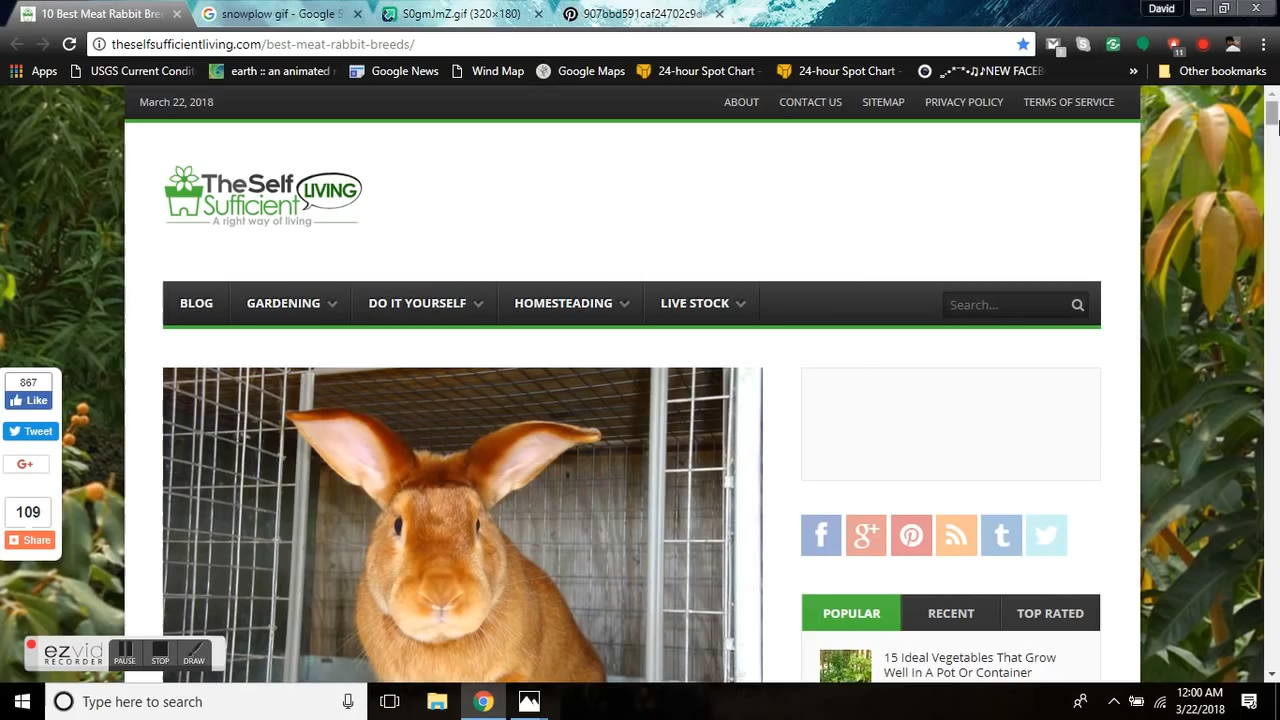 10 Best Meat Rabbit Bre
snowplow gif - Google S
S0gmJmZ.gif (320×180)
907bbd591caf24702c9d
David
theselfsufficientliving.com/best-meat-rabbit-breeds/
1
11
Apps
USGS Current Condit
earth :: an animated
Google News
Wind Map
Google Maps
24-hour Spot Chart -
24-hour Spot Chart -
NEW FACEB
Other bookmarks
March 22, 2018
ABOUT
CONTACT US
SITEMAP
PRIVACY POLICY
TERMS OF SERVICE
TheSelf
Sufficient
LIVING
A right way of living
BLOG
GARDENING
DO IT YOURSELF
HOMESTEADING
LIVE STOCK
Search...
867
Like
Tweet
G+
109
Share
POPULAR
RECENT
TOP RATED
15 Ideal Vegetables That Grow
Well In A Pot Or Container
ezvid
RECORDER
PAUSE
STOP
DRAW
Type here to search
12:00 AM
3/22/2018